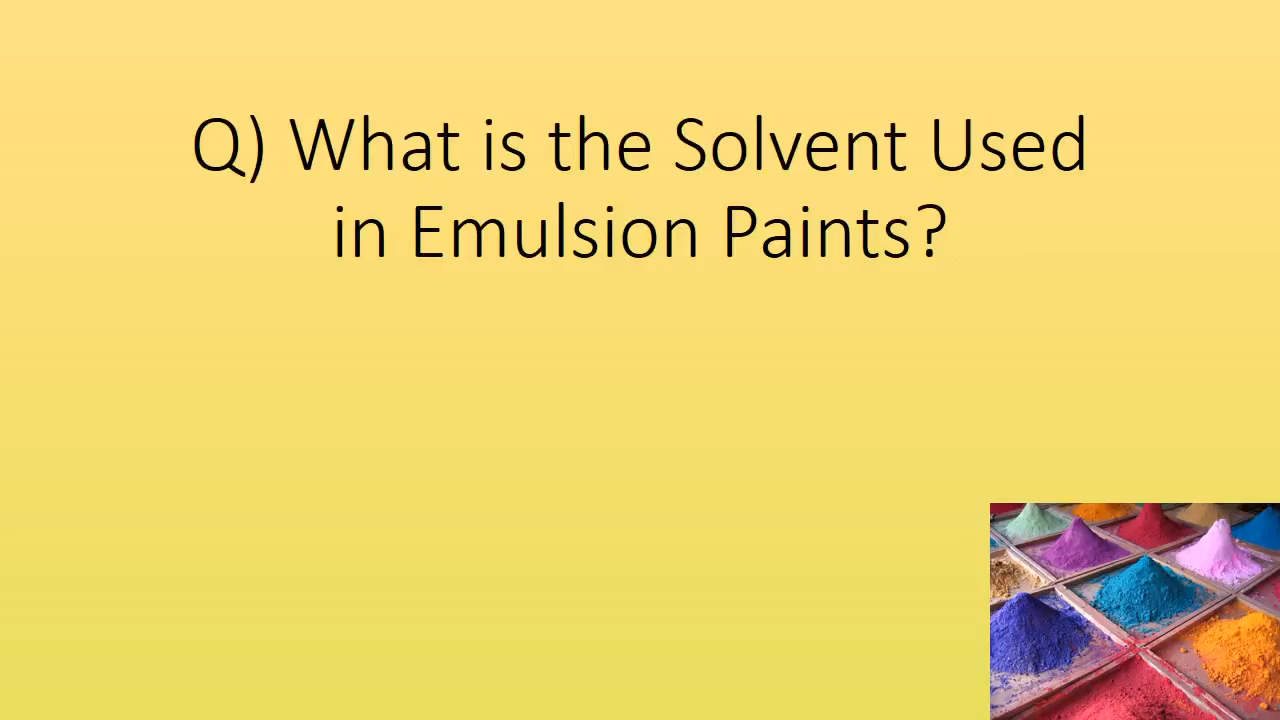 Q) What is the Solvent Used
in Emulsion Paints?